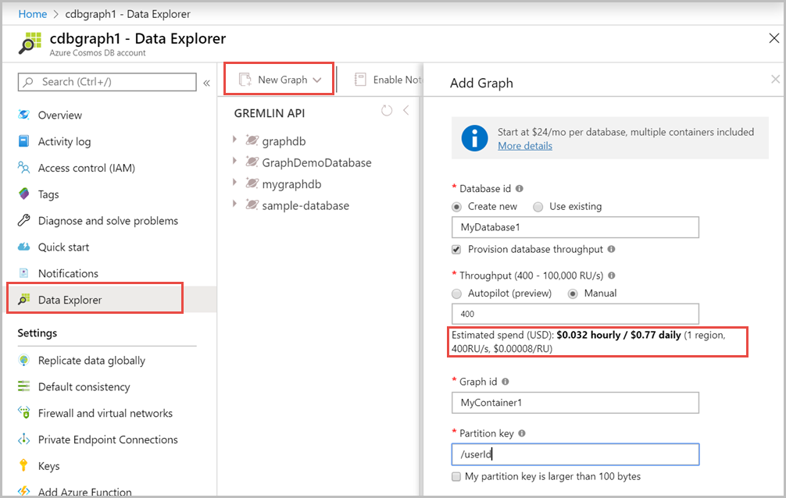 Home > cdbgraph1 - Data Explorer
cdbgraph1 - Data Explorer
Azure Cosmos DB account
Search (Ctrl+/)
Overview
Activity log
Access control (IAM)
Tags
Diagnose and solve problems
Quick start
Notifications
Data Explorer
Settings
Replicate data globally
Default consistency
Firewall and virtual networks
Private Endpoint Connections
Keys
Add Azure Function
New Graph
Enable Not
GREMLIN API
graphdb
GraphDemoDatabase
mygraphdb
sample-database
Add Graph
Start at $24/mo per database, multiple containers included
More details
* Database id
Create new Use existing
MyDatabase1
Provision database throughput
* Throughput (400 - 100,000 RU/s)
Autopilot (preview) Manual
400
Estimated spend (USD): $0.032 hourly / $0.77 daily (1 region,
400RU/s, $0.00008/RU)
* Graph id
MyContainer1
* Partition key
/userId
My partition key is larger than 100 bytes